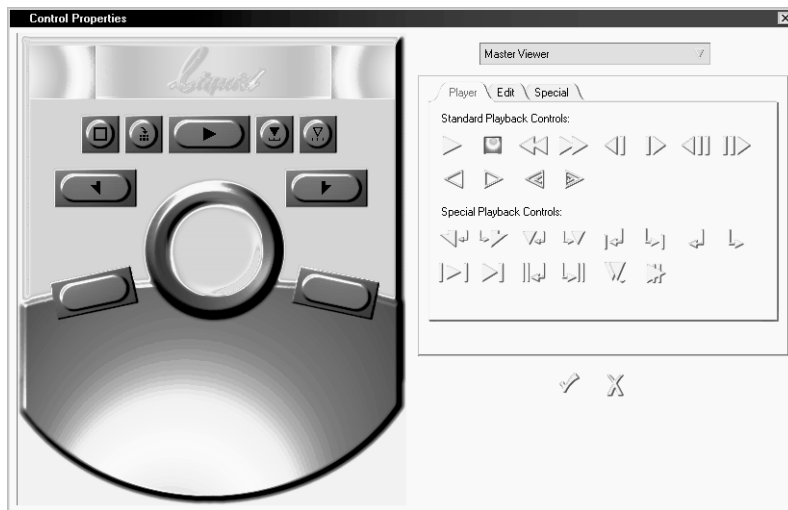 Control Properties
Liquid
Master Viewer
Player Edit Special
Standard Playback Controls:
Special Playback Controls: